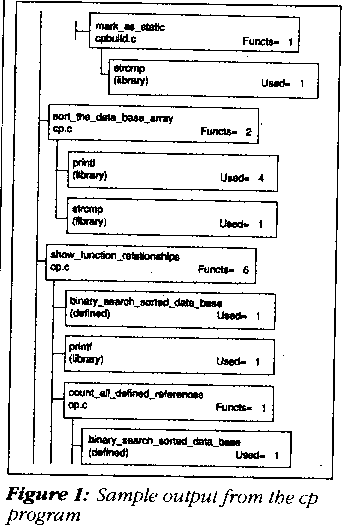 mark_as_static
cpbuild.c Functs= 1
strcmp
(library) Used= 1
sort_the_data_base_array
cp.c Functs= 2
printf
(library) Used= 4
strcmp
(library) Used= 1
show_function_relationships
cp.c Functs= 6
binary_search_sorted_data_base
(defined) Used= 1
printf
(library) Used= 1
count_all_defined_references
cp.c Functs= 1
binary_search_sorted_data_base
(defined) Used= 1
Figure 1: Sample output from the cp
program